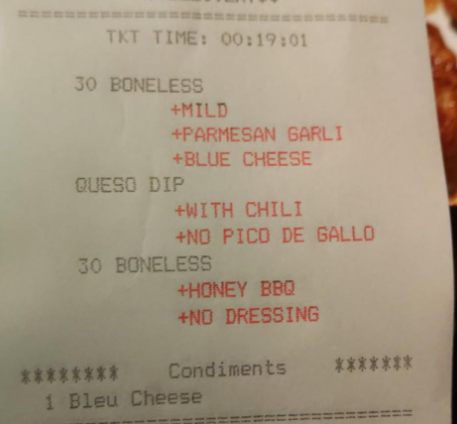 ==================================
TKT TIME: 00:19:01
30 BONELESS
+MILD
+PARMESAN GARLI
+BLUE CHEESE
QUESO DIP
+WITH CHILI
+NO PICO DE GALLO
30 BONELESS
+HONEY BBQ
+NO DRESSING
******** Condiments *******
1 Bleu Cheese
==================================